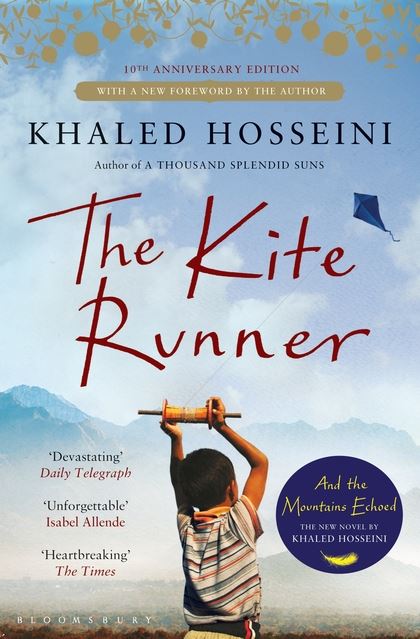 10TH ANNIVERSARY EDITION
WITH A NEW FOREWORD BY THE AUTHOR
KHALED HOSSEINI
Author of A THOUSAND SPLENDID SUNS
The Kite
Runner
‘Devastating’
Daily Telegraph
‘Unforgettable’
Isabel Allende
‘Heartbreaking’
The Times
And the
Mountains Echoed
THE NEW NOVEL BY
KHALED HOSSEINI
BLOOMSBURY